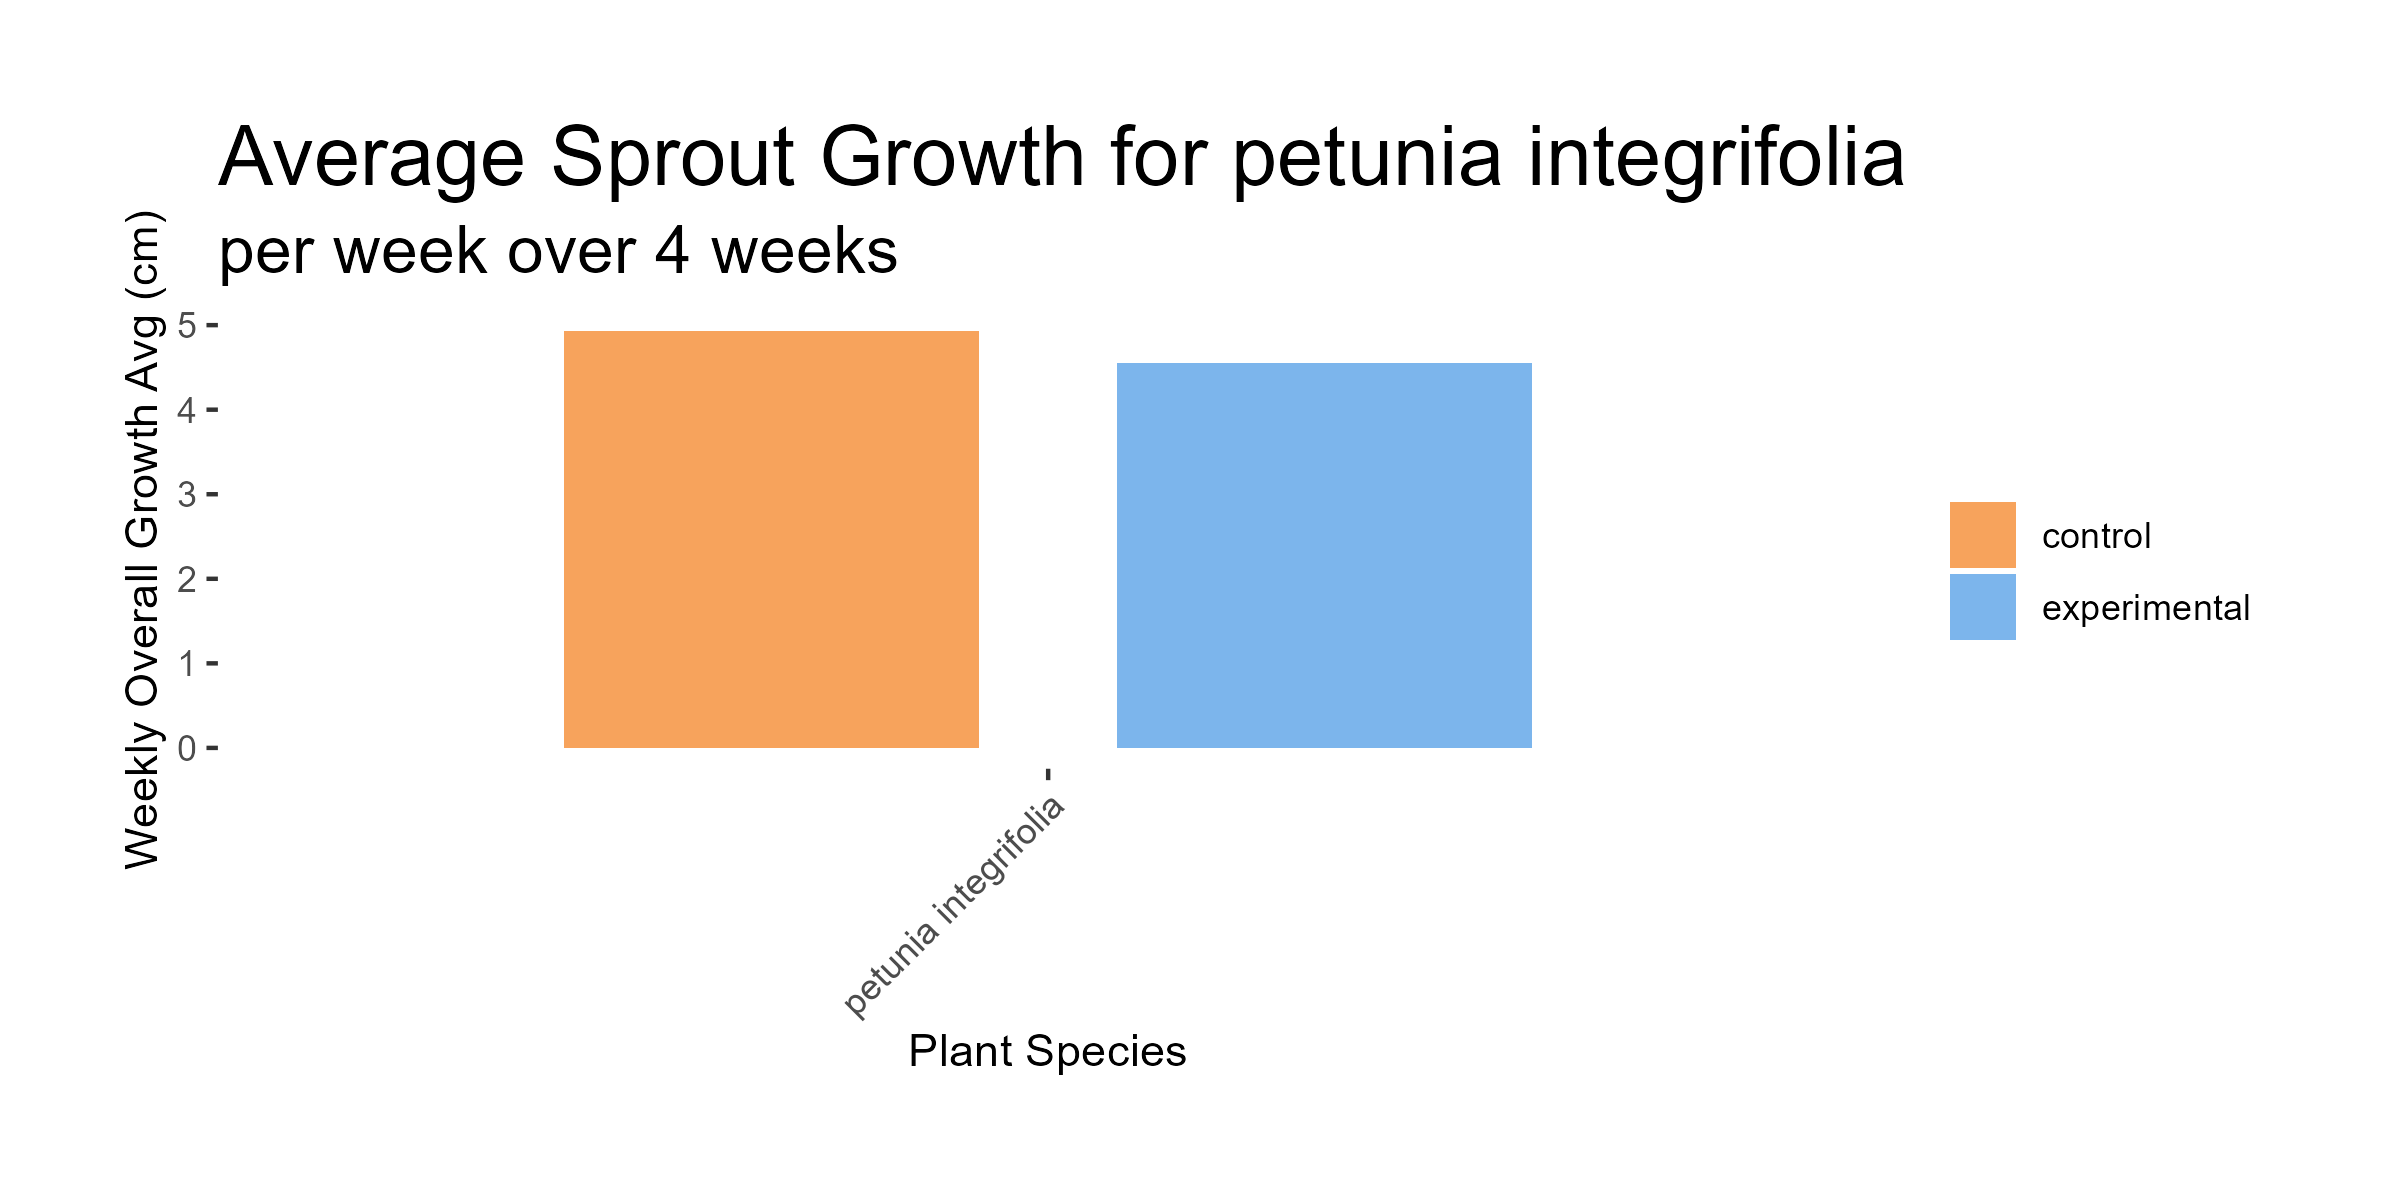 Average Sprout Growth for petunia integrifolia
per week over 4 weeks
Weekly Overall Growth Avg (cm)
5
4
3
2
1
0
petunia integrifolia
Plant Species
control
experimental